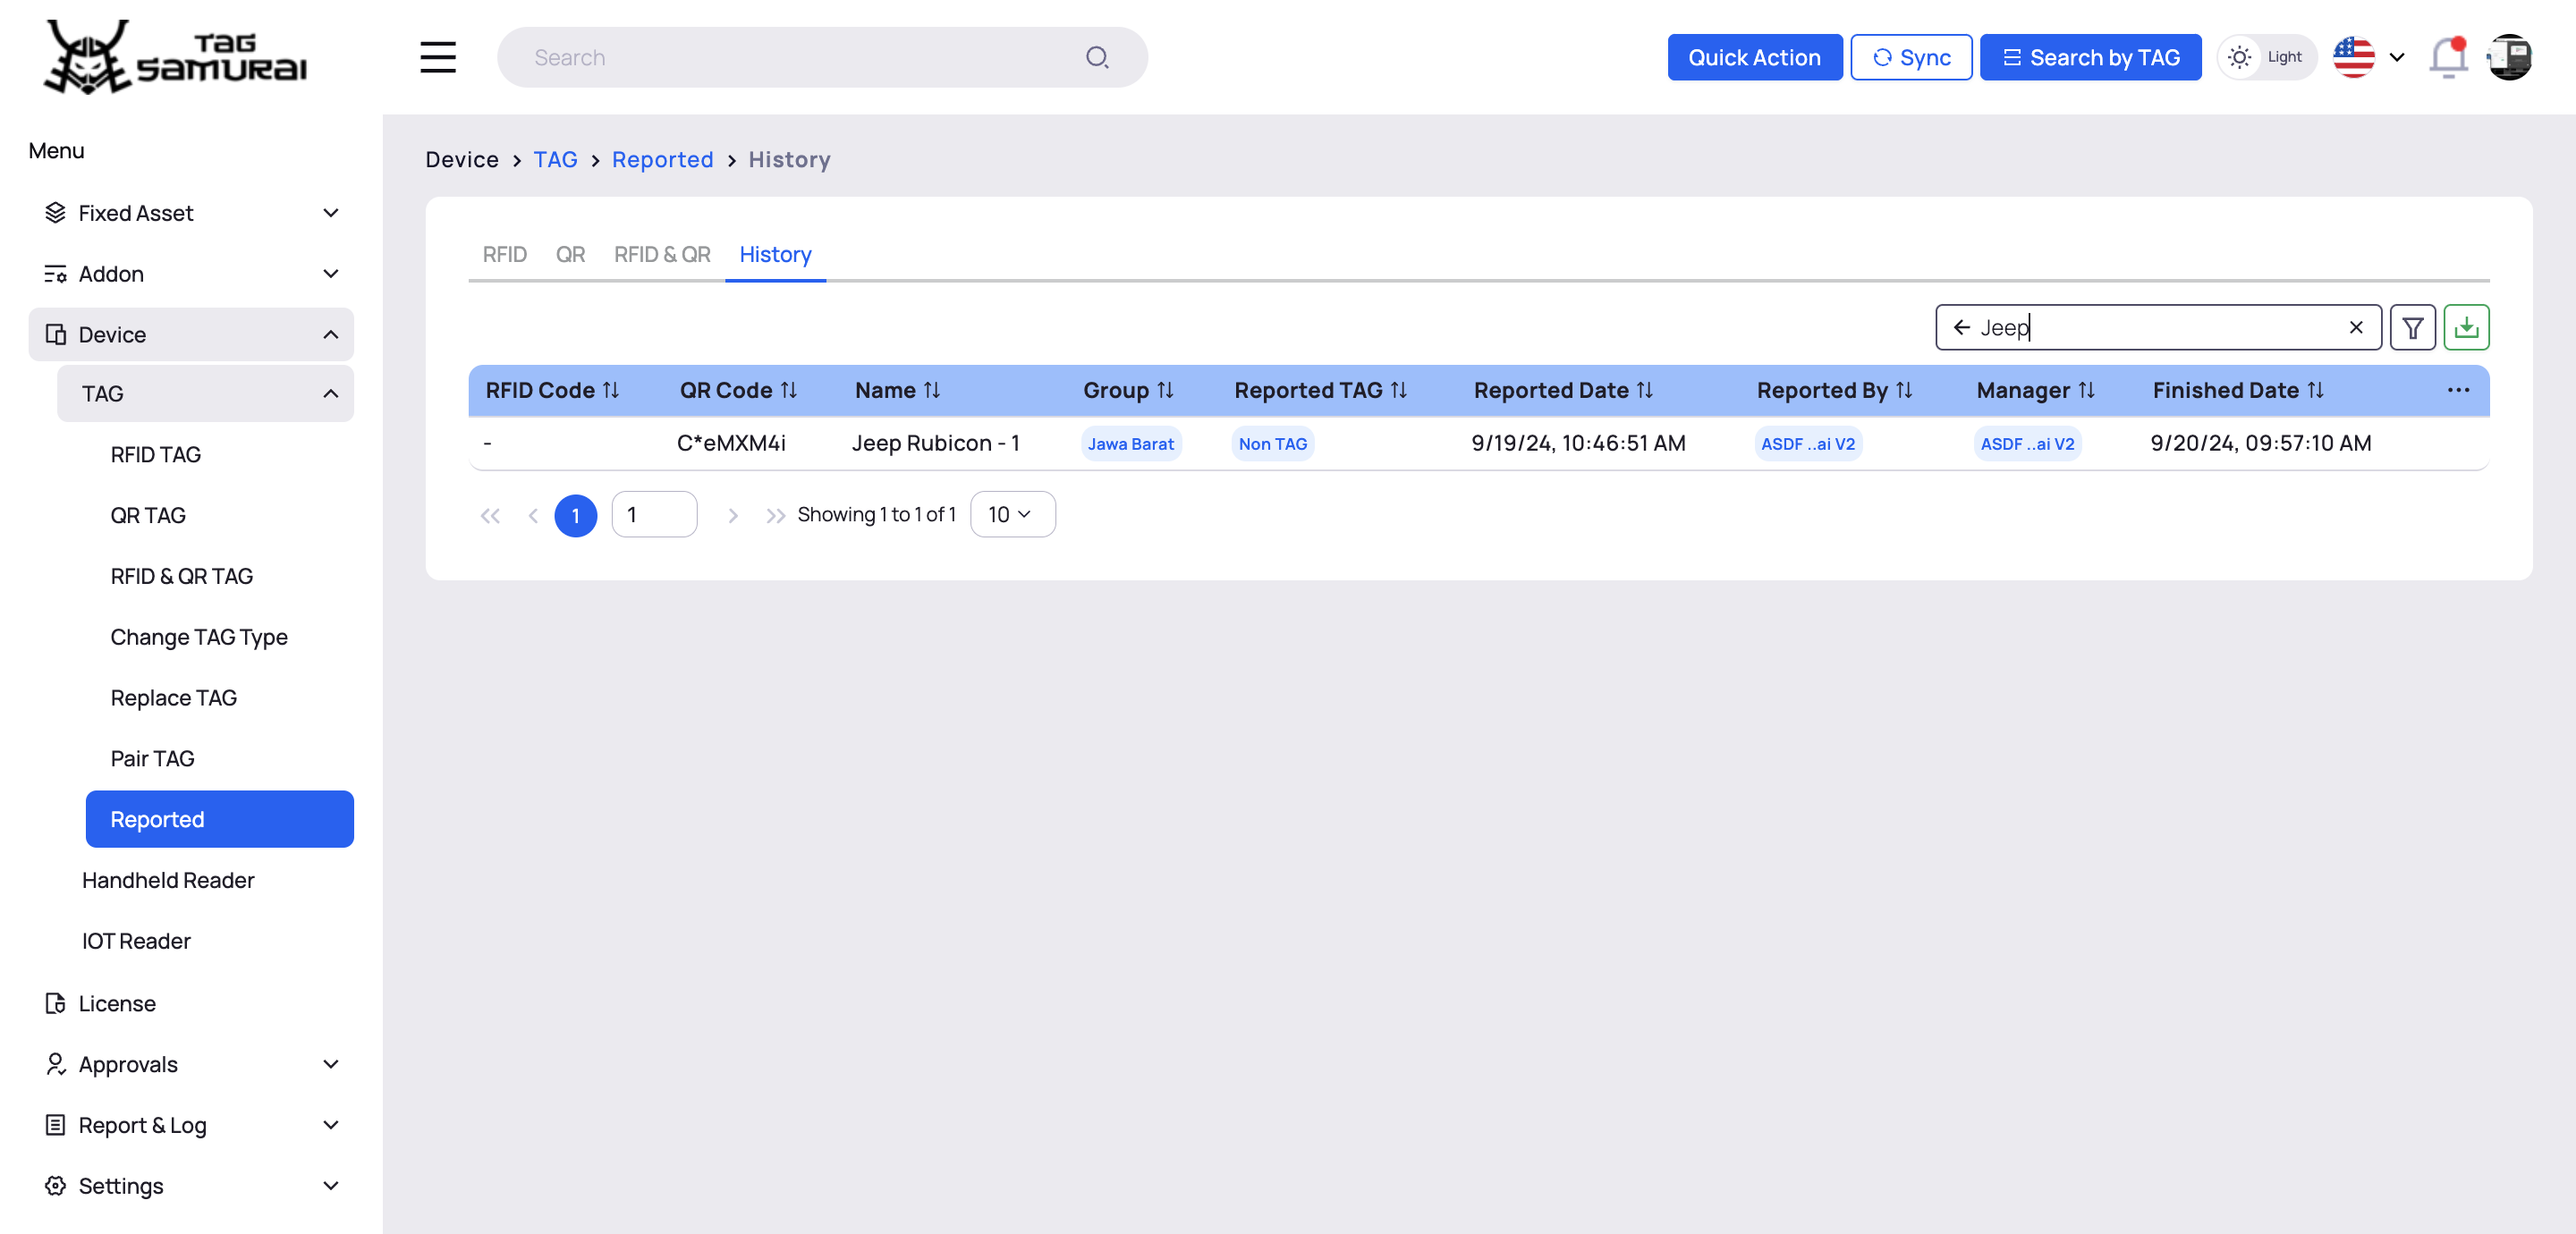 TAG SAMURAI
Search
Quick Action
Sync
Search by TAG
Light
Menu
Fixed Asset
Addon
Device
TAG
RFID TAG
QR TAG
RFID & QR TAG
Change TAG Type
Replace TAG
Pair TAG
Reported
Handheld Reader
IOT Reader
License
Approvals
Report & Log
Settings
Device > TAG > Reported > History
RFID QR RFID & QR History
Jeep
RFID Code QR Code Name Group Reported TAG Reported Date Reported By Manager Finished Date ...
- C*eMXM4i Jeep Rubicon - 1 Jawa Barat Non TAG 9/19/24, 10:46:51 AM ASDF ..ai V2 ASDF ..ai V2 9/20/24, 09:57:10 AM
1 1 Showing 1 to 1 of 1 10